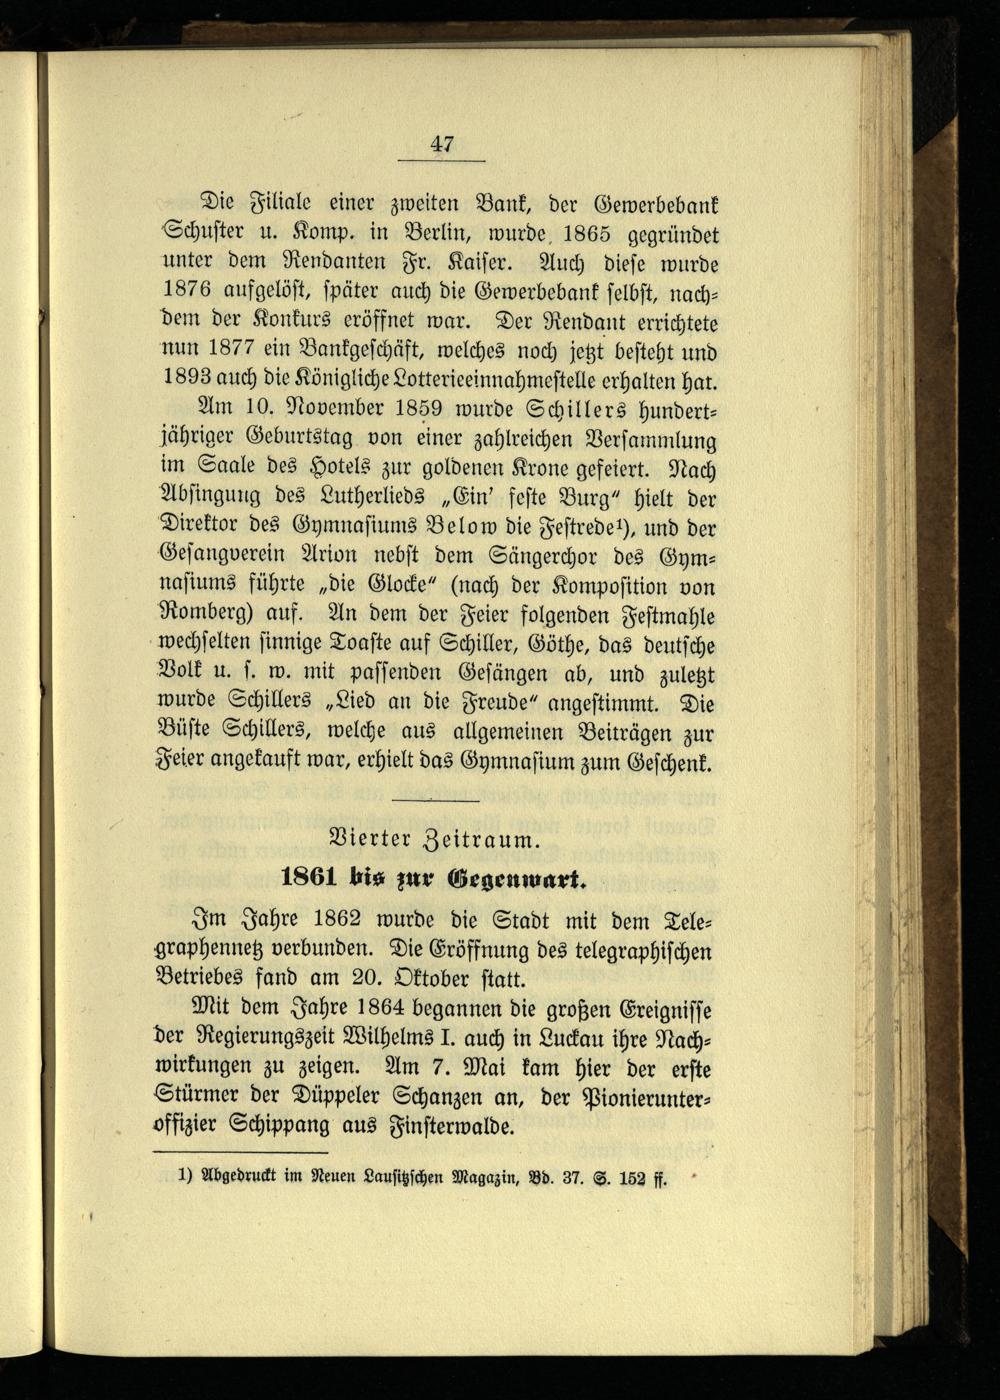 47
Die Filiale einer zweiten Bank, der Gewerbebank
Schuster u. Komp. in Berlin, wurde 1865 gegründet
unter dem Rendanten Fr. Kaiser. Auch diese wurde
1876 aufgelöst, später auch die Gewerbebank selbst, nach-
dem der Konkurs eröffnet war. Der Rendant errichtete
nun 1877 ein Bankgeschäft, welches noch jetzt besteht und
1893 auch die Königliche Lotterieeinnahmestelle erhalten hat.
Am 10. November 1859 wurde Schillers hundert-
jähriger Geburtstag von einer zahlreichen Versammlung
im Saale des Hotels zur goldenen Krone gefeiert. Nach
Absingung des Lutherlieds „Ein' feste Burg" hielt der
Direktor des Gymnasiums Below die Festrede¹), und der
Gesangverein Arion nebst dem Sängerchor des Gym-
nasiums führte „die Glocke" (nach der Komposition von
Romberg) auf. An dem der Feier folgenden Festmahle
wechselten sinnige Toaste auf Schiller, Göthe, das deutsche
Volk u. s. w. mit passenden Gesängen ab, und zuletzt
wurde Schillers „Lied an die Freude" angestimmt. Die
Büste Schillers, welche aus allgemeinen Beiträgen zur
Feier angekauft war, erhielt das Gymnasium zum Geschenk.
Vierter Zeitraum.
1861 bis zur Gegenwart.
Im Jahre 1862 wurde die Stadt mit dem Tele-
graphennetz verbunden. Die Eröffnung des telegraphischen
Betriebes fand am 20. Oktober statt.
Mit dem Jahre 1864 begannen die großen Ereignisse
der Regierungszeit Wilhelms I. auch in Luckau ihre Nach-
wirkungen zu zeigen. Am 7. Mai kam hier der erste
Stürmer der Düppeler Schanzen an, der Pionierunter-
offizier Schippang aus Finsterwalde.
1) Abgedruckt im Neuen Lausitzschen Magazin, Bd. 37. S. 152 ff.